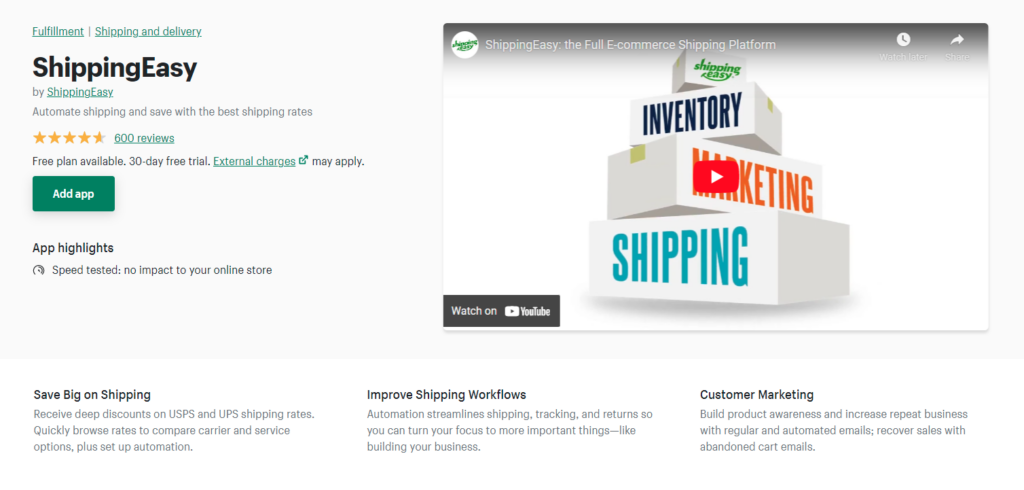 Fulfillment | Shipping and delivery
ShippingEasy
by ShippingEasy
Automate shipping and save with the best shipping rates
600 reviews
Free plan available. 30-day free trial. External charges may apply.
Add app
App highlights
Speed tested: no impact to your online store
shipping easy
ShippingEasy: the Full E-commerce Shipping Platform
Watch later
Share
shipping
easy
INVENTORY
MARKETING
SHIPPING
Watch on YouTube
Save Big on Shipping
Receive deep discounts on USPS and UPS shipping rates.
Quickly browse rates to compare carrier and service
options, plus set up automation.
Improve Shipping Workflows
Automation streamlines shipping, tracking, and returns so
you can turn your focus to more important things—like
building your business.
Customer Marketing
Build product awareness and increase repeat business
with regular and automated emails; recover sales with
abandoned cart emails.